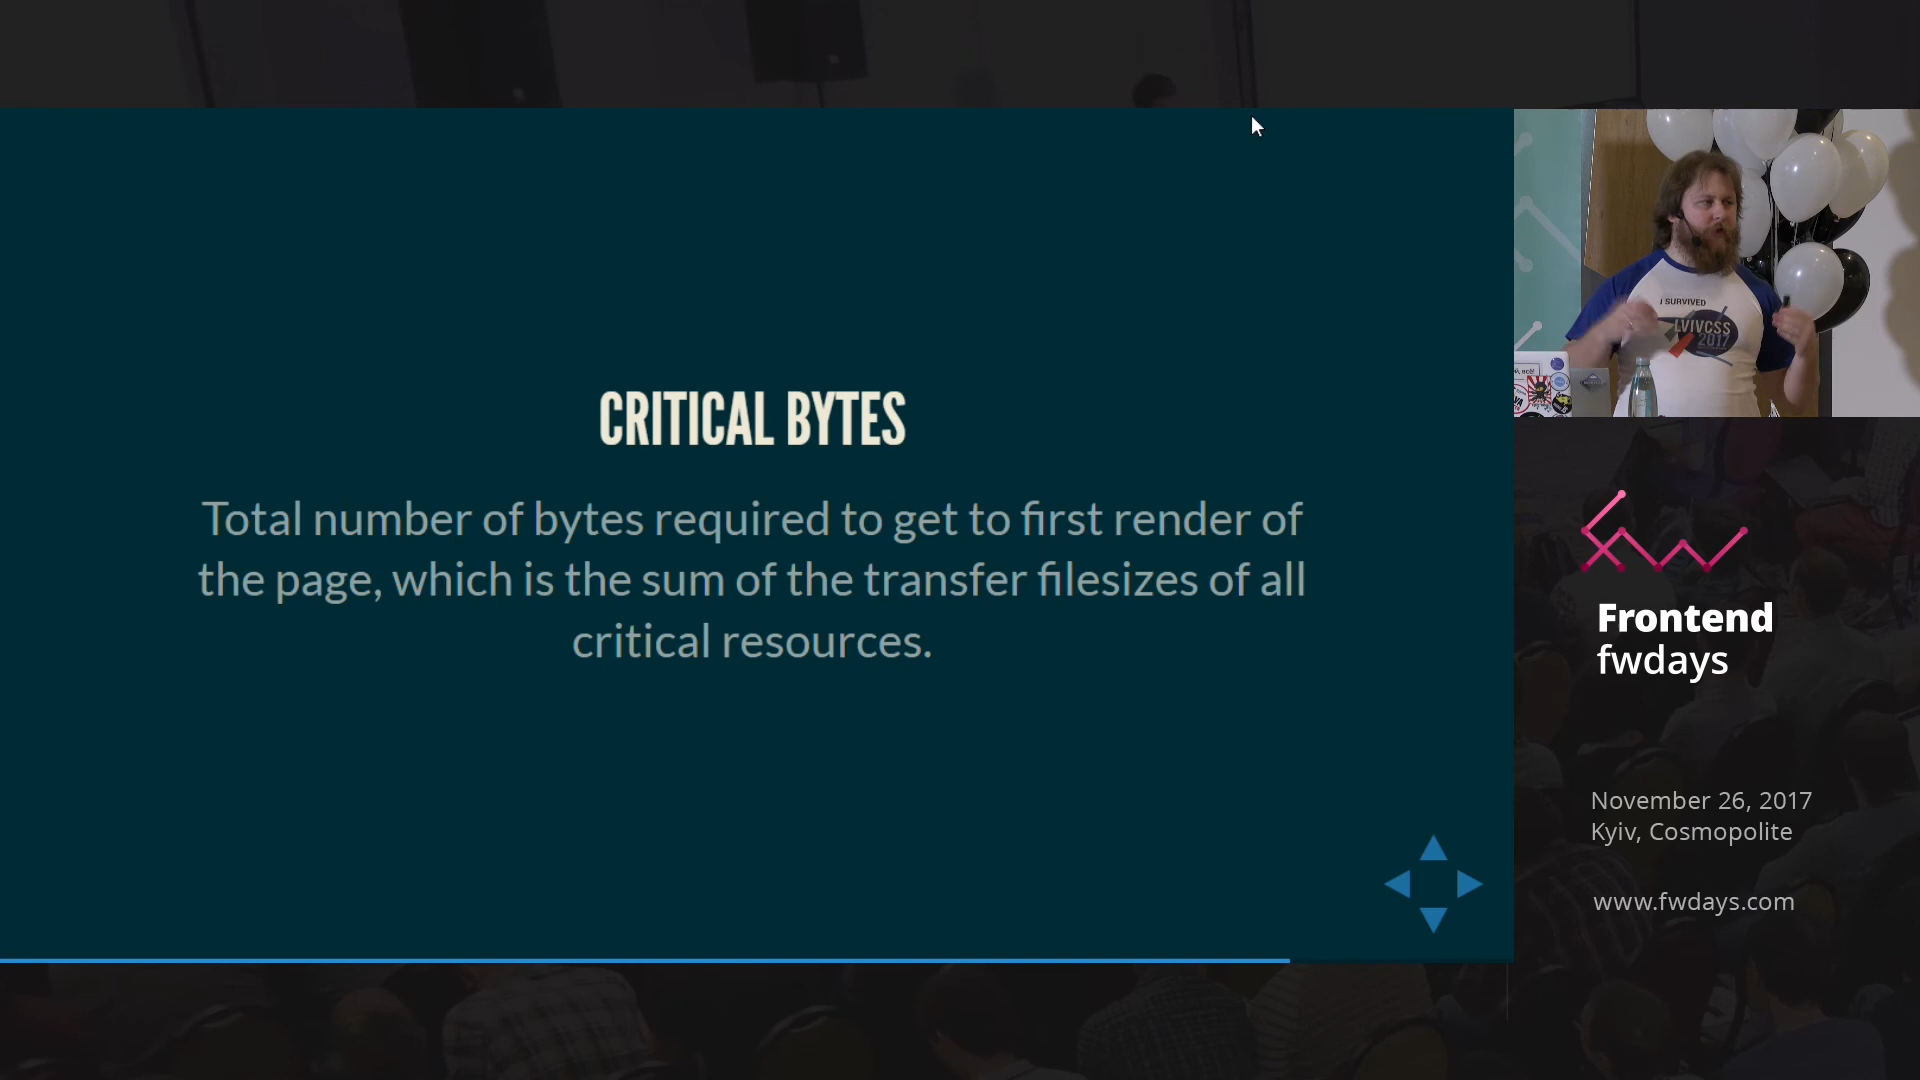 CRITICAL BYTES
Total number of bytes required to get to first render of
the page, which is the sum of the transfer filesizes of all
critical resources.
I SURVIVED
LVIVCSS
2017
Frontend
fwdays
November 26, 2017
Kyiv, Cosmopolite
www.fwdays.com